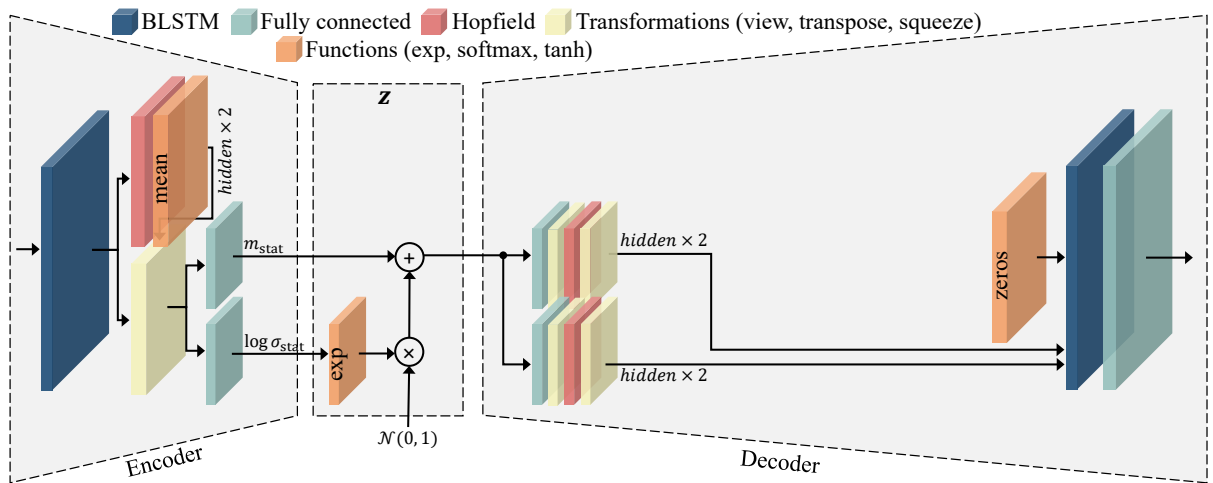 BLSTM Fully connected Hopfield Transformations (view, transpose, squeeze)
Functions (exp, softmax, tanh)
z
hidden × 2
mean
m_stat
log σ_stat
exp
+
×
𝒩(0, 1)
hidden × 2
hidden × 2
zeros
Encoder
Decoder